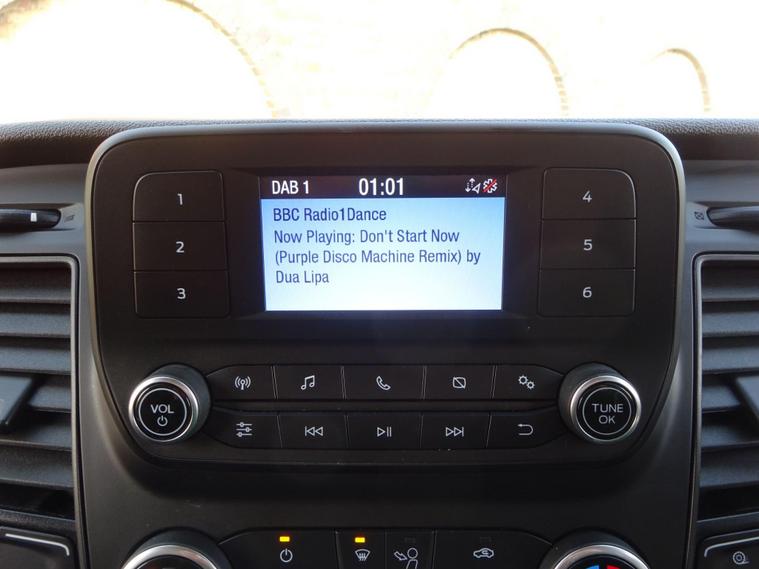 DAB 1 01:01
BBC Radio1Dance
Now Playing: Don't Start Now
(Purple Disco Machine Remix) by
Dua Lipa
1
2
3
4
5
6
VOL
TUNE
OK